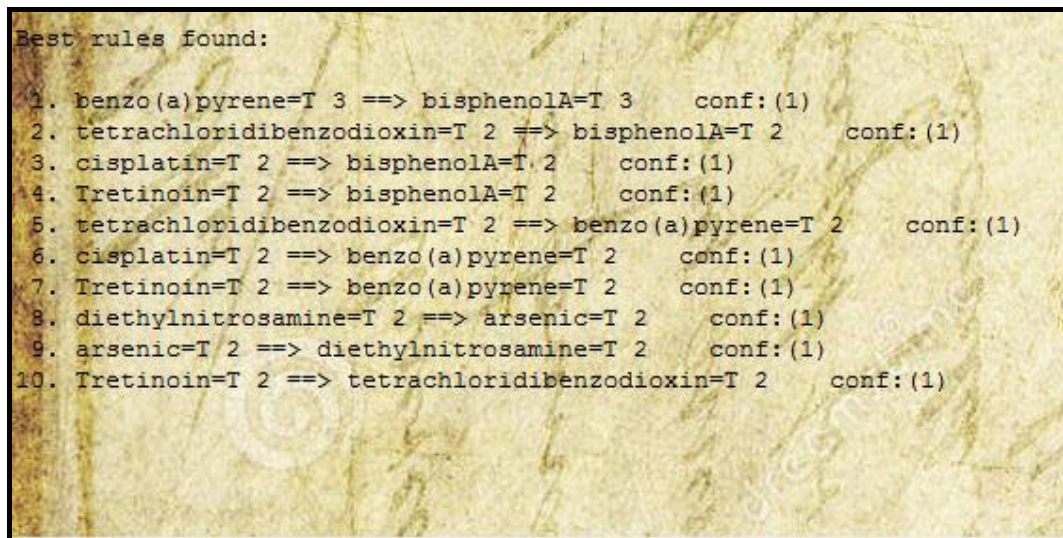 Best rules found:
1. benzo(a)pyrene=T 3 ==> bisphenolA=T 3 conf:(1)
2. tetrachloridibenzodioxin=T 2 ==> bisphenolA=T 2 conf:(1)
3. cisplatin=T 2 ==> bisphenolA=T 2 conf:(1)
4. Tretinoin=T 2 ==> bisphenolA=T 2 conf:(1)
5. tetrachloridibenzodioxin=T 2 ==> benzo(a)pyrene=T 2 conf:(1)
6. cisplatin=T 2 ==> benzo(a)pyrene=T 2 conf:(1)
7. Tretinoin=T 2 ==> benzo(a)pyrene=T 2 conf:(1)
8. diethylnitrosamine=T 2 ==> arsenic=T 2 conf:(1)
9. arsenic=T 2 ==> diethylnitrosamine=T 2 conf:(1)
10. Tretinoin=T 2 ==> tetrachloridibenzodioxin=T 2 conf:(1)